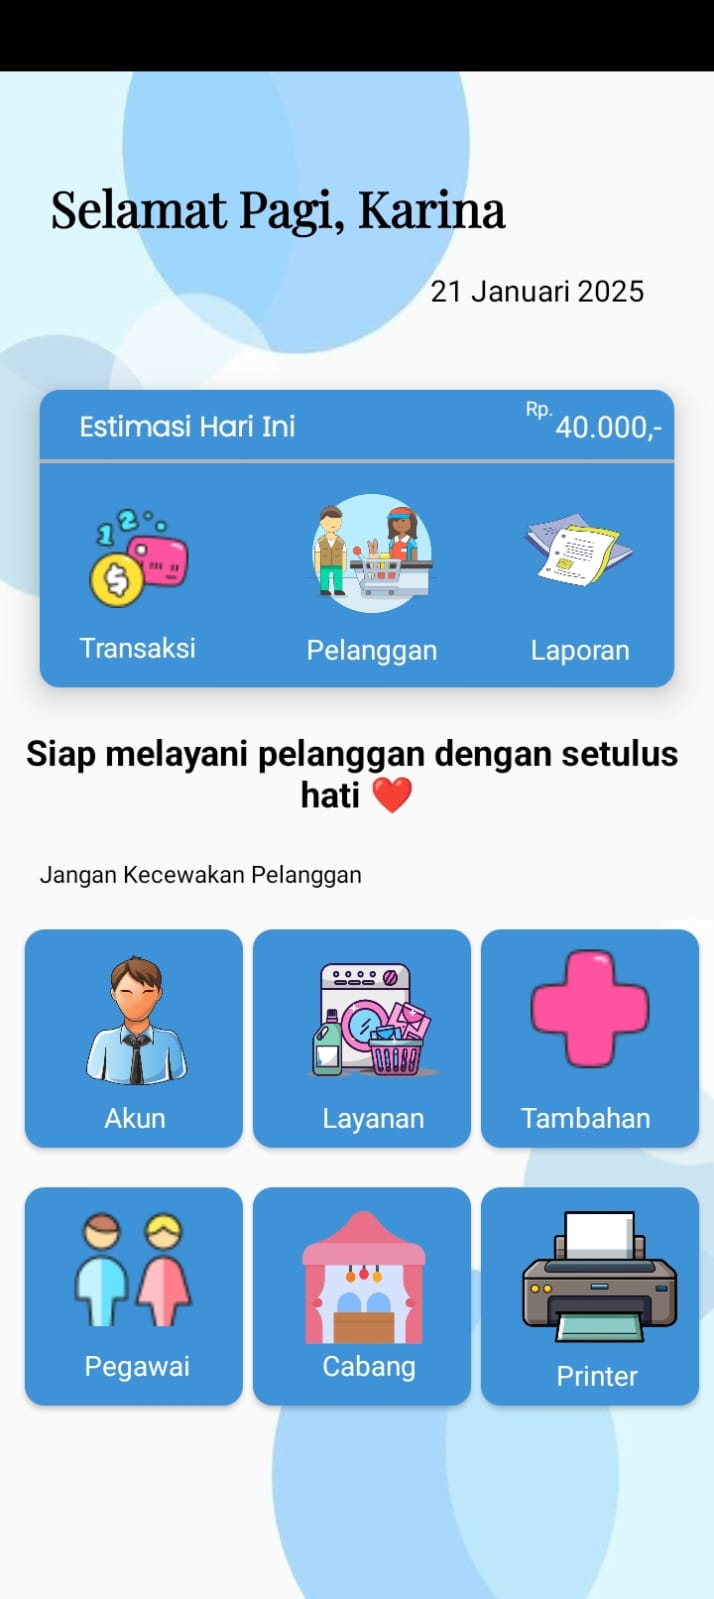 Selamat Pagi, Karina
21 Januari 2025
Estimasi Hari Ini Rp. 40.000,-
Transaksi Pelanggan Laporan
Siap melayani pelanggan dengan setulus
hati ❤️
Jangan Kecewakan Pelanggan
Akun Layanan Tambahan
Pegawai Cabang Printer